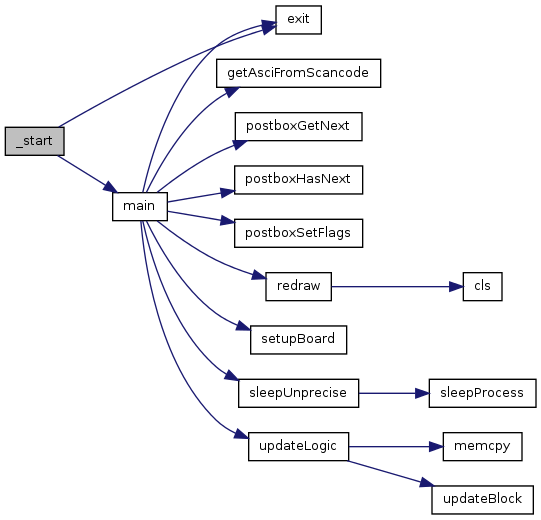 exit
getAsciFromScancode
postboxGetNext
_start
postboxHasNext
main
postboxSetFlags
redraw
cls
setupBoard
sleepUnprecise
sleepProcess
updateLogic
memcpy
updateBlock